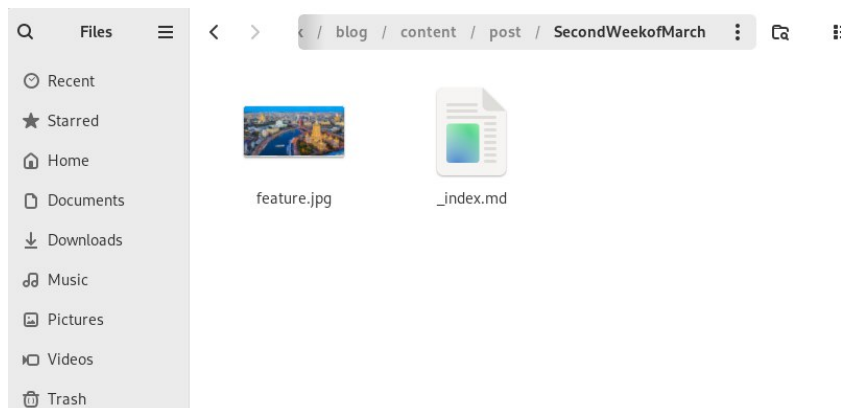 Files
‹ / blog / content / post / SecondWeekofMarch
Recent
Starred
Home
Documents
Downloads
Music
Pictures
Videos
Trash
feature.jpg
_index.md